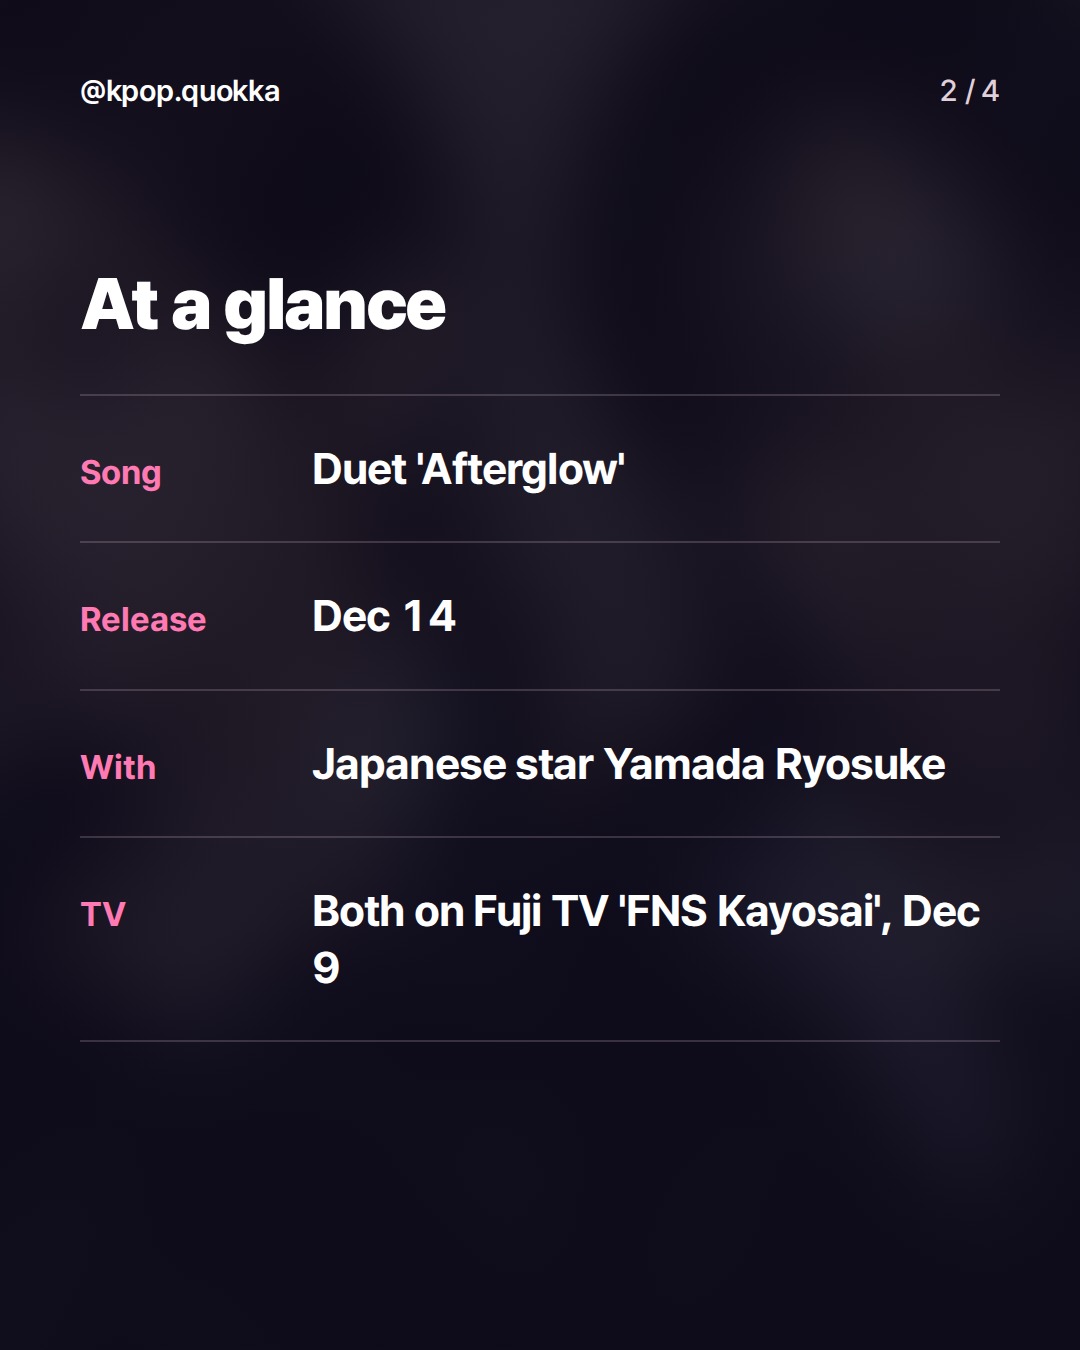 @kpop.quokka
2 / 4
At a glance
Song
Duet 'Afterglow'
Release
Dec 14
With
Japanese star Yamada Ryosuke
TV
Both on Fuji TV 'FNS Kayosai', Dec
9